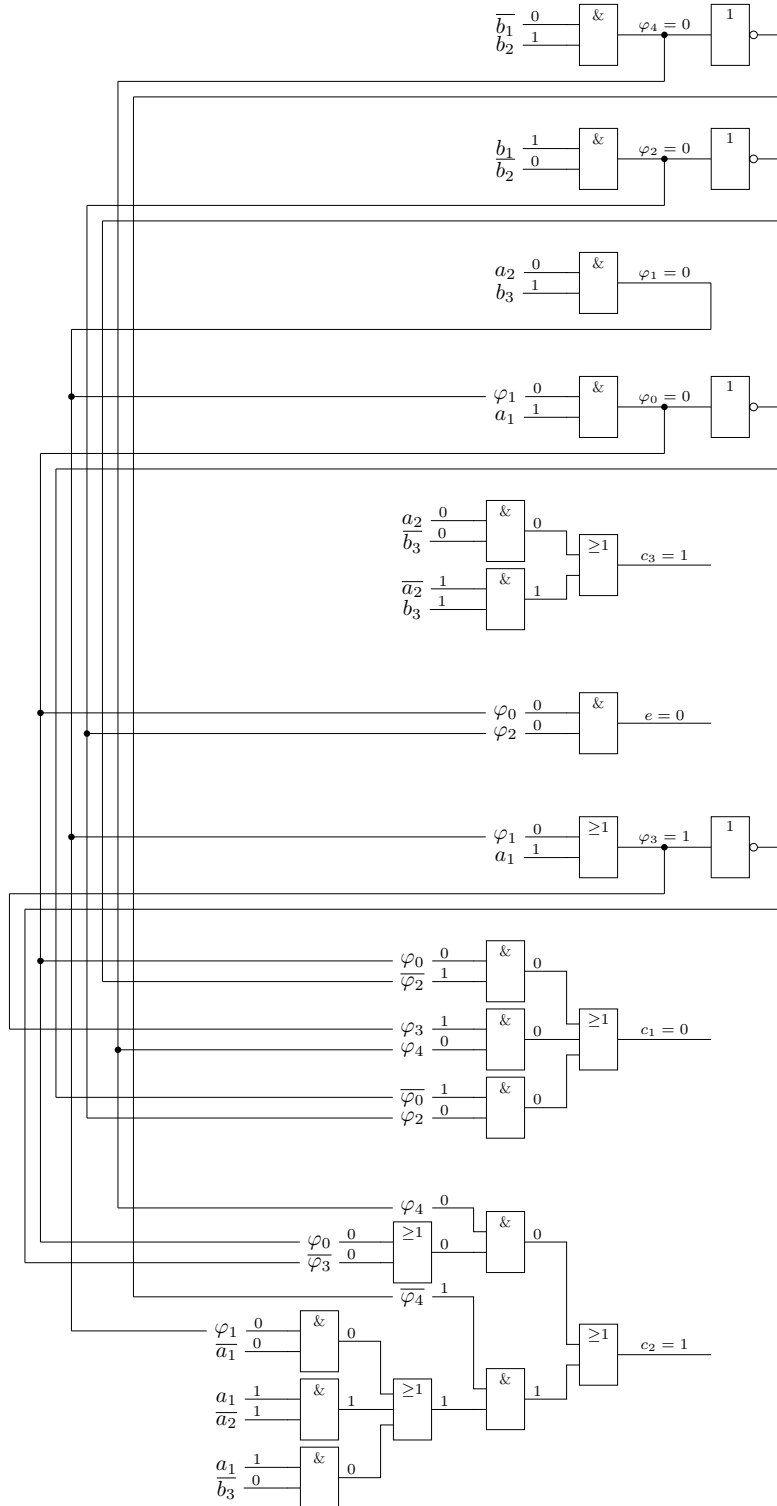 b̅₁ 0 & φ₄ = 0 1
b₂ 1
b₁ 1 & φ₂ = 0 1
b̅₂ 0
a₂ 0 & φ₁ = 0
b₃ 1
φ₁ 0 & φ₀ = 0 1
a₁ 1
a₂ 0 & 0
b̅₃ 0
≥1 c₃ = 1
a̅₂ 1 & 1
b₃ 1
φ₀ 0 & e = 0
φ₂ 0
φ₁ 0 ≥1 φ₃ = 1 1
a₁ 1
φ₀ 0 & 0
φ̅₂ 1
φ₃ 1 & 0 ≥1 c₁ = 0
φ₄ 0
φ̅₀ 1 & 0
φ₂ 0
φ₄ 0 & 0
φ₀ 0 ≥1 0
φ̅₃ 0
φ̅₄ 1
φ₁ 0 & 0
a̅₁ 0
≥1 c₂ = 1
a₁ 1 & 1 ≥1 1 & 1
a̅₂ 1
a₁ 1 & 0
b̅₃ 0